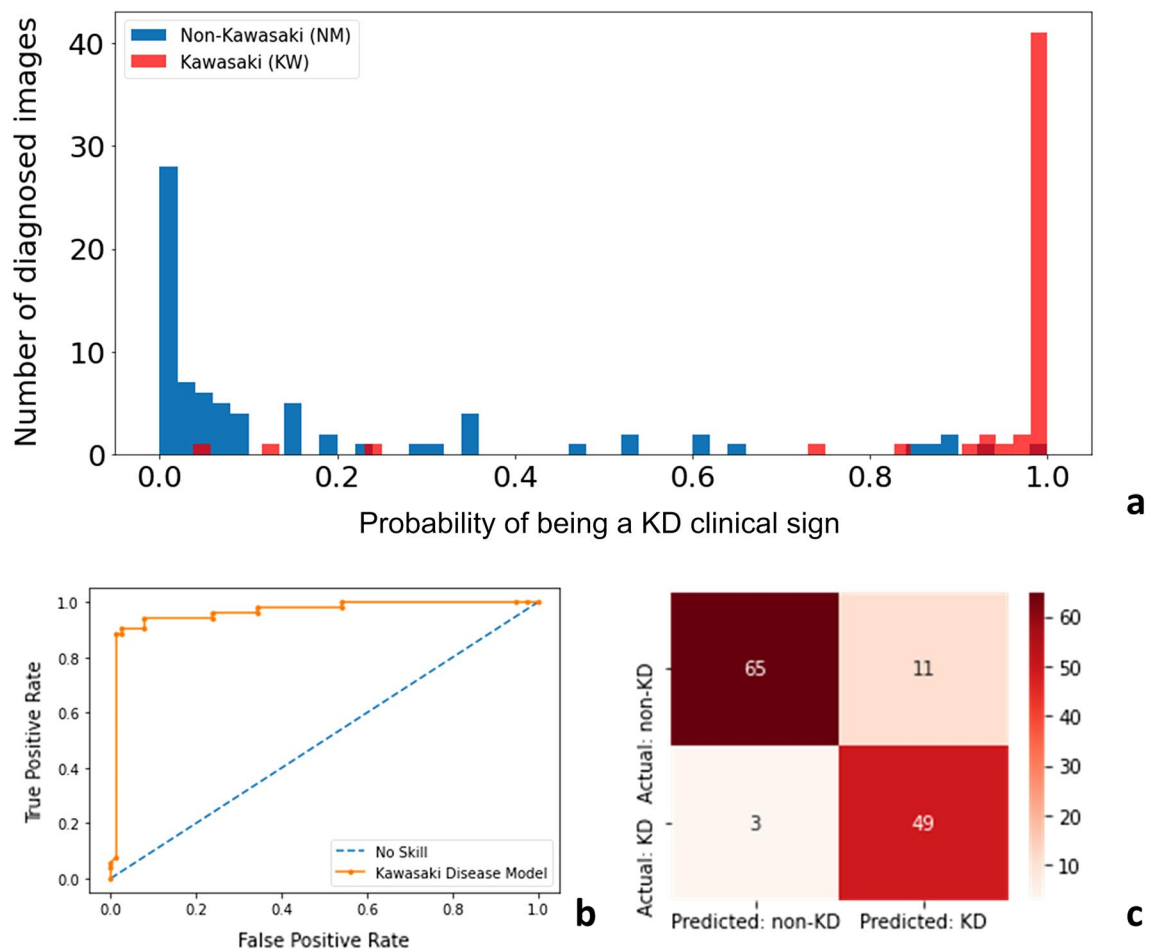 Number of diagnosed images
40
30
20
10
0
Non-Kawasaki (NM)
Kawasaki (KW)
0.0 0.2 0.4 0.6 0.8 1.0
Probability of being a KD clinical sign
a
True Positive Rate
1.0
0.8
0.6
0.4
0.2
0.0
No Skill
Kawasaki Disease Model
0.0 0.2 0.4 0.6 0.8 1.0
False Positive Rate
b
Actual: non-KD
Actual: KD
65 11
3 49
Predicted: non-KD Predicted: KD
60
50
40
30
20
10
c